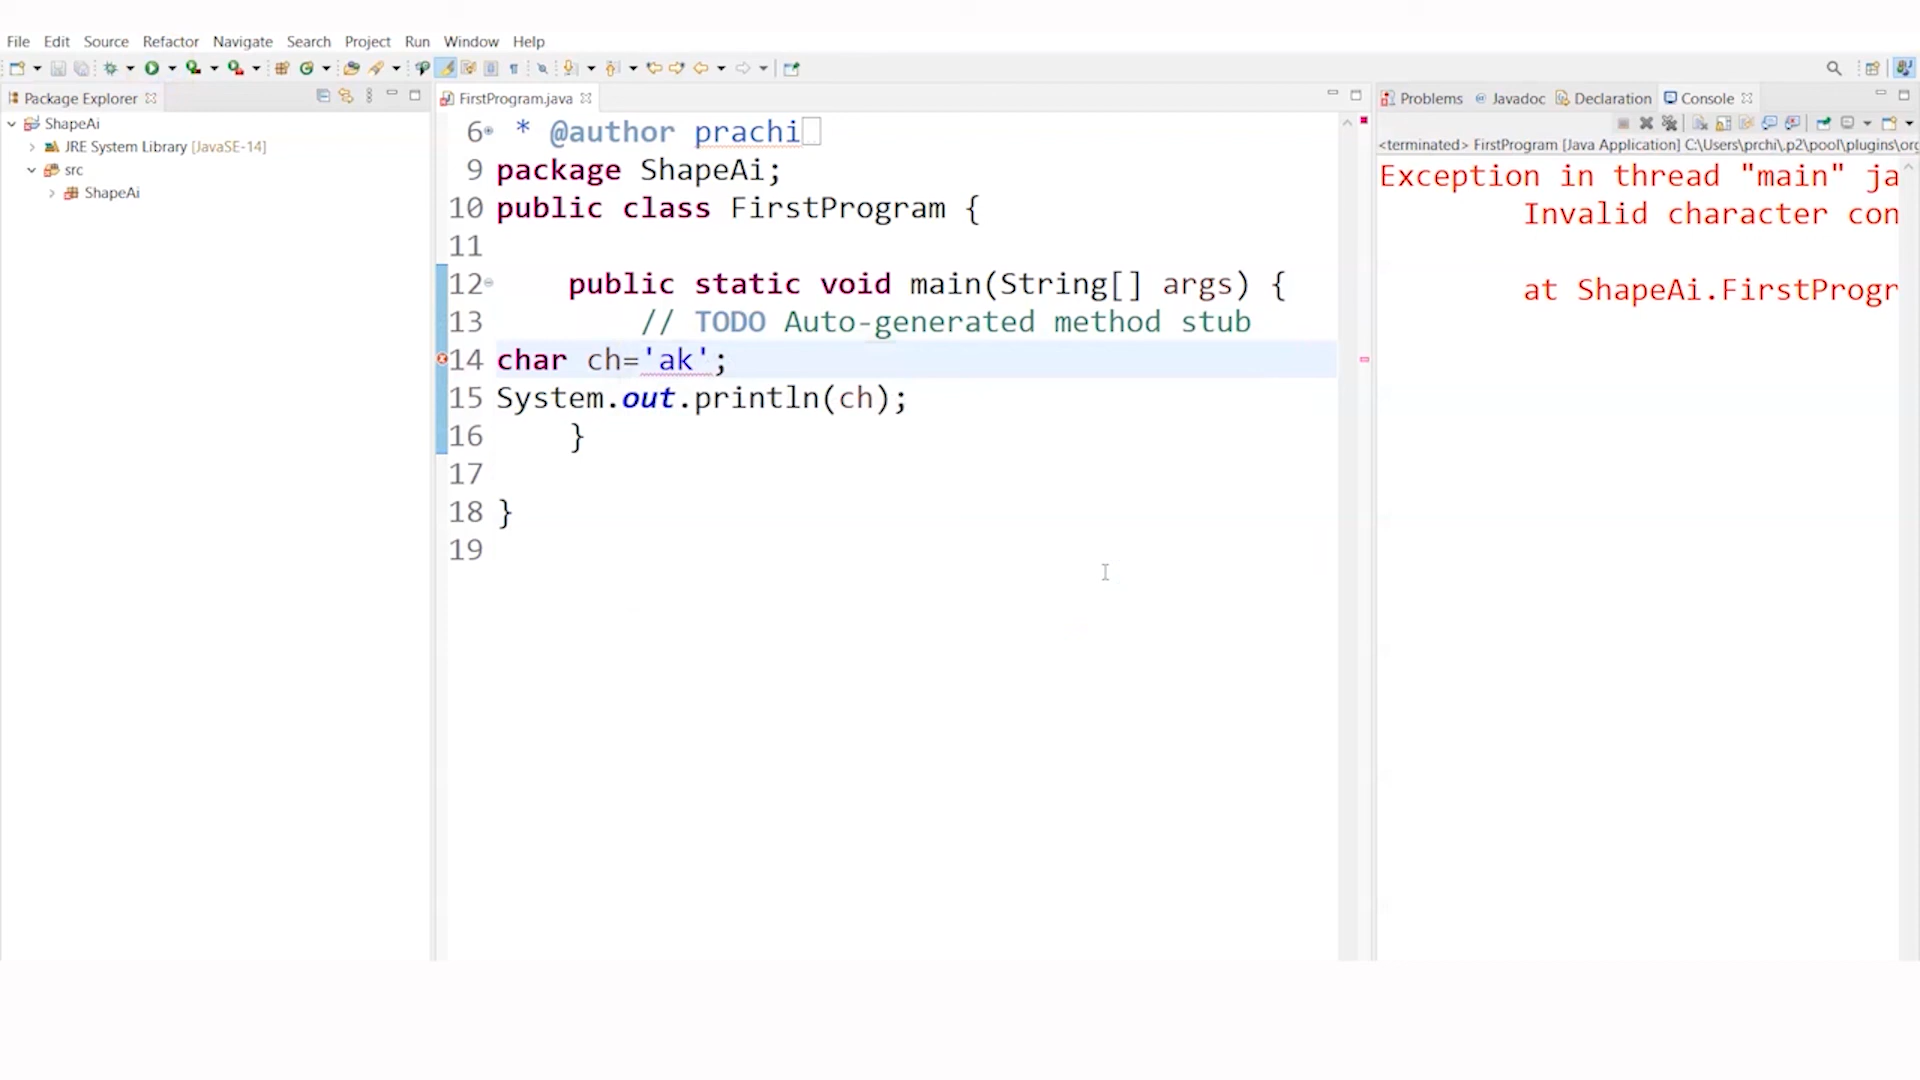 File Edit Source Refactor Navigate Search Project Run Window Help
Package Explorer
FirstProgram.java
Problems Javadoc Declaration Console
ShapeAi
JRE System Library [JavaSE-14]
src
ShapeAi
6 * @author prachi
9 package ShapeAi;
10 public class FirstProgram {
11
12 public static void main(String[] args) {
13 // TODO Auto-generated method stub
14 char ch='ak';
15 System.out.println(ch);
16 }
17
18 }
19
<terminated> FirstProgram [Java Application] C:\Users\prchi\.p2\pool\plugins\org
Exception in thread "main" ja
Invalid character con
at ShapeAi.FirstProgr